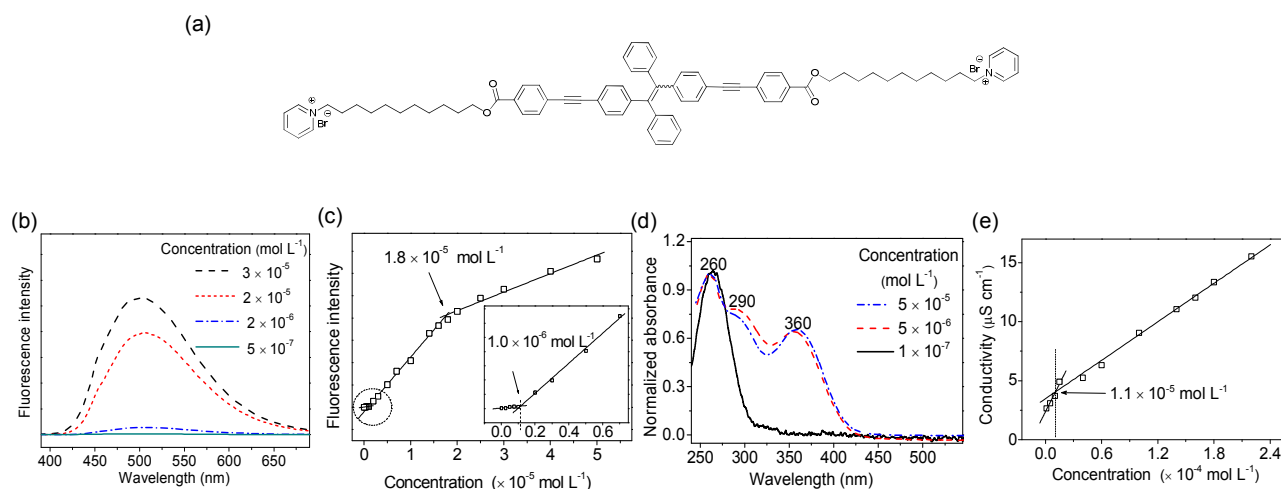 (a)
N
+
Br
−
O
O
O
O
N
+
Br
−
(b)
Fluorescence intensity
Concentration (mol L⁻¹)
3 × 10⁻⁵
2 × 10⁻⁵
2 × 10⁻⁶
5 × 10⁻⁷
400 450 500 550 600 650
Wavelength (nm)
(c)
Fluorescence intensity
1.8 × 10⁻⁵ mol L⁻¹
1.0 × 10⁻⁶ mol L⁻¹
0.0 0.2 0.4 0.6
0 1 2 3 4 5
Concentration (× 10⁻⁵ mol L⁻¹)
(d)
Normalized absorbance
1.2
0.9
0.6
0.3
0.0
260
290
360
Concentration
(mol L⁻¹)
5 × 10⁻⁵
5 × 10⁻⁶
1 × 10⁻⁷
250 300 350 400 450 500
Wavelength (nm)
(e)
Conductivity (μS cm⁻¹)
15
10
5
0
1.1 × 10⁻⁵ mol L⁻¹
0.0 0.6 1.2 1.8 2.4
Concentration (× 10⁻⁴ mol L⁻¹)